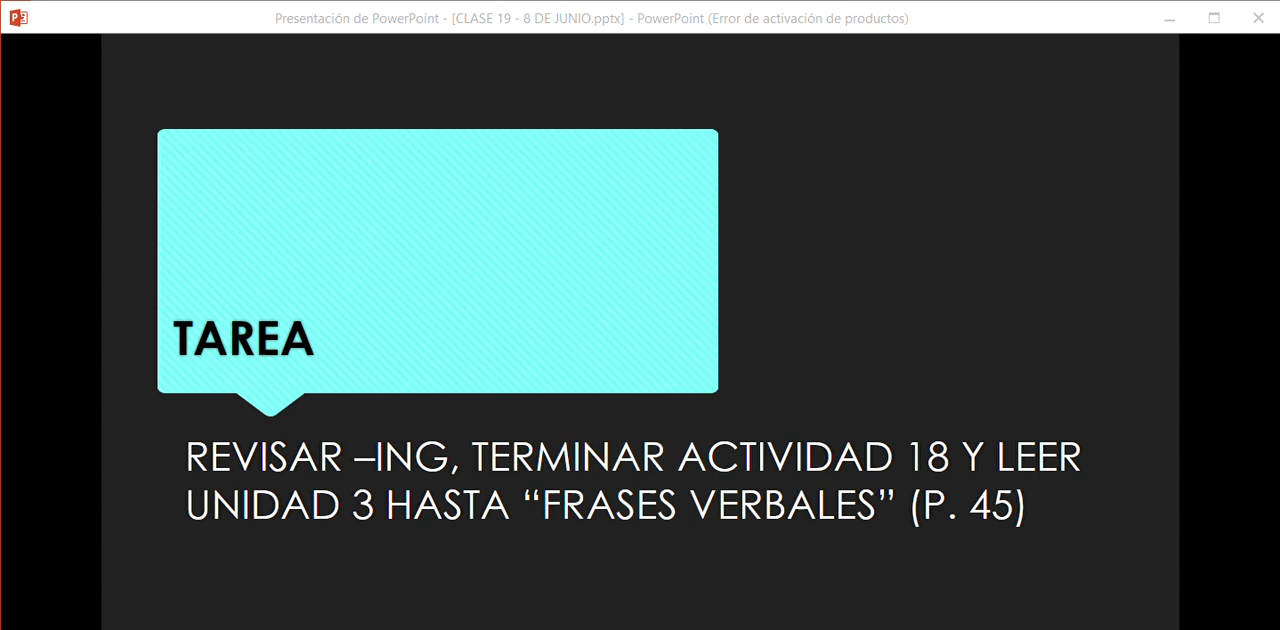 Presentación de PowerPoint - [CLASE 19 - 8 DE JUNIO.pptx] - PowerPoint (Error de activación de productos)
TAREA
REVISAR –ING, TERMINAR ACTIVIDAD 18 Y LEER
UNIDAD 3 HASTA “FRASES VERBALES” (P. 45)